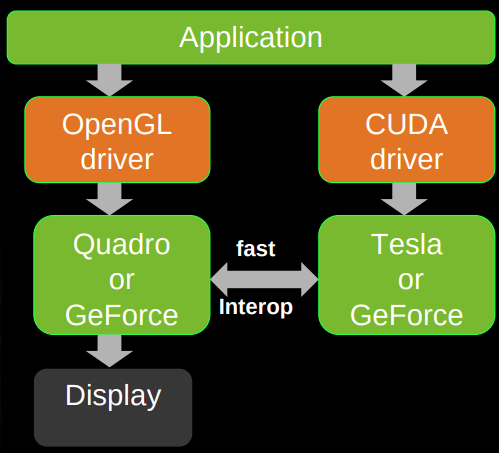 Application
OpenGL
driver
CUDA
driver
Quadro
or
GeForce
fast
Interop
Tesla
or
GeForce
Display